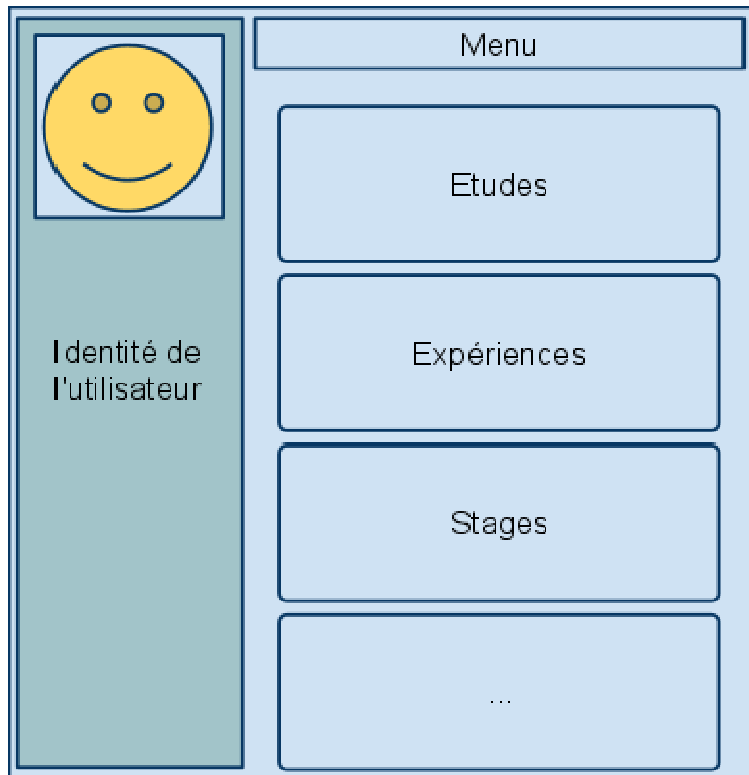 Menu
Etudes
Identité de
l'utilisateur
Expériences
Stages
...